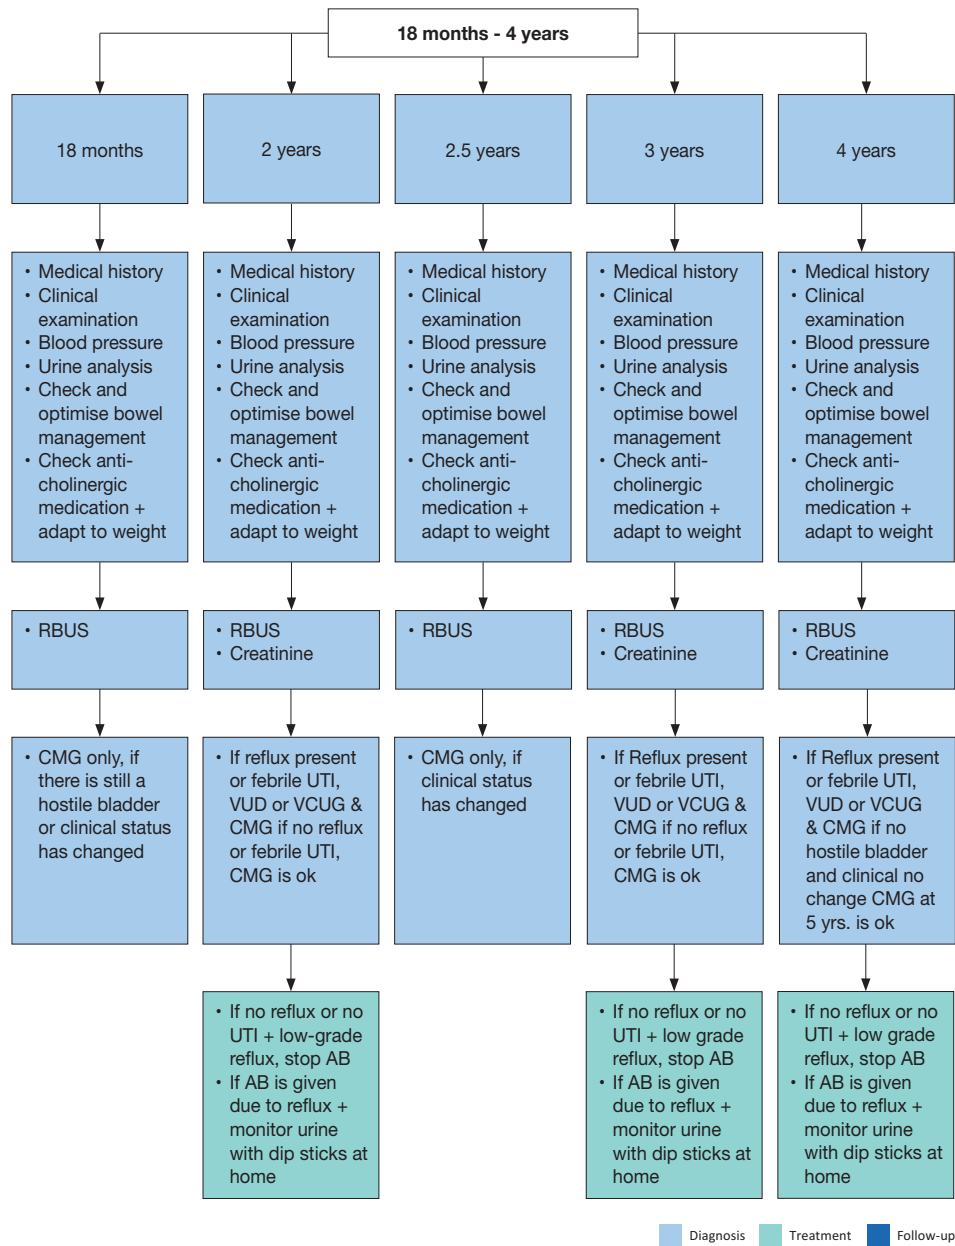 18 months - 4 years
18 months
2 years
2.5 years
3 years
4 years
• Medical history
• Clinical
examination
• Blood pressure
• Urine analysis
• Check and
optimise bowel
management
• Check anti-
cholinergic
medication +
adapt to weight
• Medical history
• Clinical
examination
• Blood pressure
• Urine analysis
• Check and
optimise bowel
management
• Check anti-
cholinergic
medication +
adapt to weight
• Medical history
• Clinical
examination
• Blood pressure
• Urine analysis
• Check and
optimise bowel
management
• Check anti-
cholinergic
medication +
adapt to weight
• Medical history
• Clinical
examination
• Blood pressure
• Urine analysis
• Check and
optimise bowel
management
• Check anti-
cholinergic
medication +
adapt to weight
• Medical history
• Clinical
examination
• Blood pressure
• Urine analysis
• Check and
optimise bowel
management
• Check anti-
cholinergic
medication +
adapt to weight
• RBUS
• RBUS
• Creatinine
• RBUS
• RBUS
• Creatinine
• RBUS
• Creatinine
• CMG only, if
there is still a
hostile bladder
or clinical status
has changed
• If reflux present
or febrile UTI,
VUD or VCUG &
CMG if no reflux
or febrile UTI,
CMG is ok
• CMG only, if
clinical status
has changed
• If Reflux present
or febrile UTI,
VUD or VCUG &
CMG if no reflux
or febrile UTI,
CMG is ok
• If Reflux present
or febrile UTI,
VUD or VCUG
& CMG if no
hostile bladder
and clinical no
change CMG at
5 yrs. is ok
• If no reflux or no
UTI + low-grade
reflux, stop AB
• If AB is given
due to reflux +
monitor urine
with dip sticks at
home
• If no reflux or no
UTI + low grade
reflux, stop AB
• If AB is given
due to reflux +
monitor urine
with dip sticks at
home
• If no reflux or no
UTI + low grade
reflux, stop AB
• If AB is given
due to reflux +
monitor urine
with dip sticks at
home
Diagnosis
Treatment
Follow-up